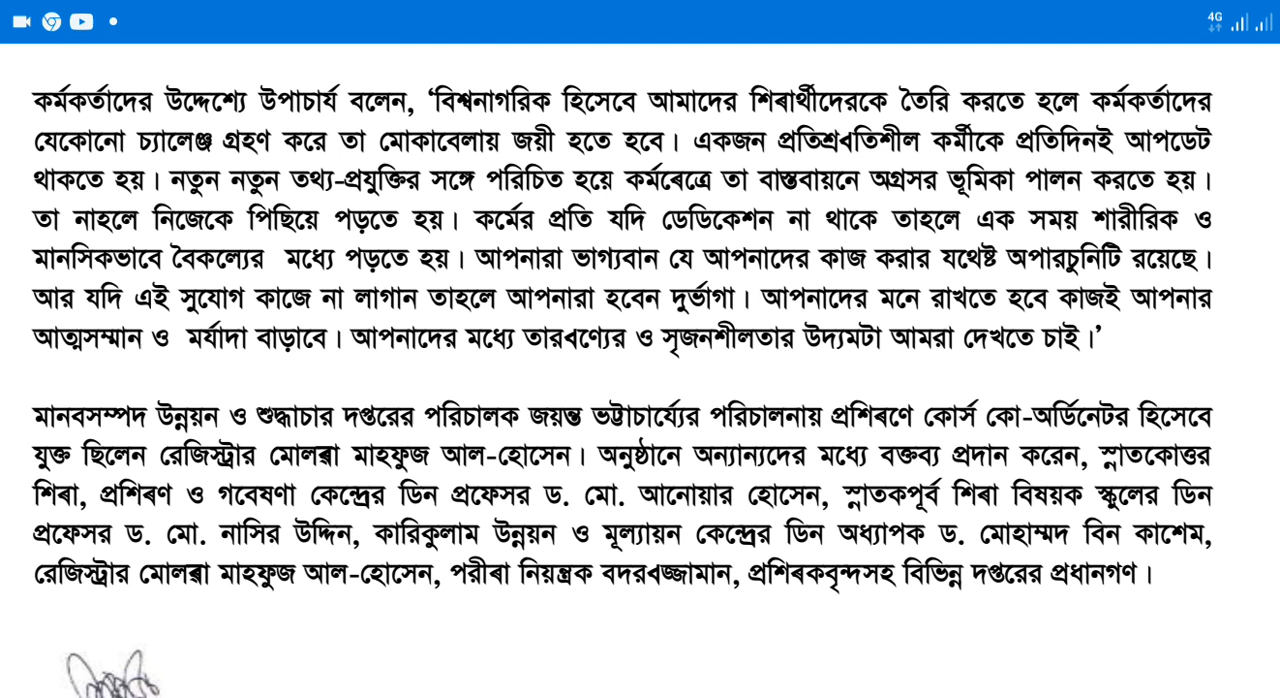 4G
কর্মকর্তাদের উদ্দেশ্যে উপাচার্য বলেন, ‘বিশ্বনাগরিক হিসেবে আমাদের শিৰার্থীদেরকে তৈরি করতে হলে কর্মকর্তাদের
যেকোনো চ্যালেঞ্জ গ্রহণ করে তা মোকাবেলায় জয়ী হতে হবে। একজন প্রতিশ্রবতিশীল কর্মীকে প্রতিদিনই আপডেট
থাকতে হয়। নতুন নতুন তথ্য-প্রযুক্তির সঙ্গে পরিচিত হয়ে কর্মৰেত্রে তা বাস্তবায়নে অগ্রসর ভূমিকা পালন করতে হয়।
তা নাহলে নিজেকে পিছিয়ে পড়তে হয়। কর্মের প্রতি যদি ডেডিকেশন না থাকে তাহলে এক সময় শারীরিক ও
মানসিকভাবে বৈকল্যের মধ্যে পড়তে হয়। আপনারা ভাগ্যবান যে আপনাদের কাজ করার যথেষ্ট অপারচুনিটি রয়েছে।
আর যদি এই সুযোগ কাজে না লাগান তাহলে আপনারা হবেন দুর্ভাগা। আপনাদের মনে রাখতে হবে কাজই আপনার
আত্মসম্মান ও মর্যাদা বাড়াবে। আপনাদের মধ্যে তারবণ্যের ও সৃজনশীলতার উদ্যমটা আমরা দেখতে চাই।’
মানবসম্পদ উন্নয়ন ও শুদ্ধাচার দপ্তরের পরিচালক জয়ন্ত ভট্টাচার্য্যের পরিচালনায় প্রশিৰণে কোর্স কো-অর্ডিনেটর হিসেবে
যুক্ত ছিলেন রেজিস্ট্রার মোলৱা মাহফুজ আল-হোসেন। অনুষ্ঠানে অন্যান্যদের মধ্যে বক্তব্য প্রদান করেন, স্নাতকোত্তর
শিৰা, প্রশিৰণ ও গবেষণা কেন্দ্রের ডিন প্রফেসর ড. মো. আনোয়ার হোসেন, স্নাতকপূর্ব শিৰা বিষয়ক স্কুলের ডিন
প্রফেসর ড. মো. নাসির উদ্দিন, কারিকুলাম উন্নয়ন ও মূল্যায়ন কেন্দ্রের ডিন অধ্যাপক ড. মোহাম্মদ বিন কাশেম,
রেজিস্ট্রার মোলৱা মাহফুজ আল-হোসেন, পরীৰা নিয়ন্ত্রক বদরবজ্জামান, প্রশিৰকবৃন্দসহ বিভিন্ন দপ্তরের প্রধানগণ।